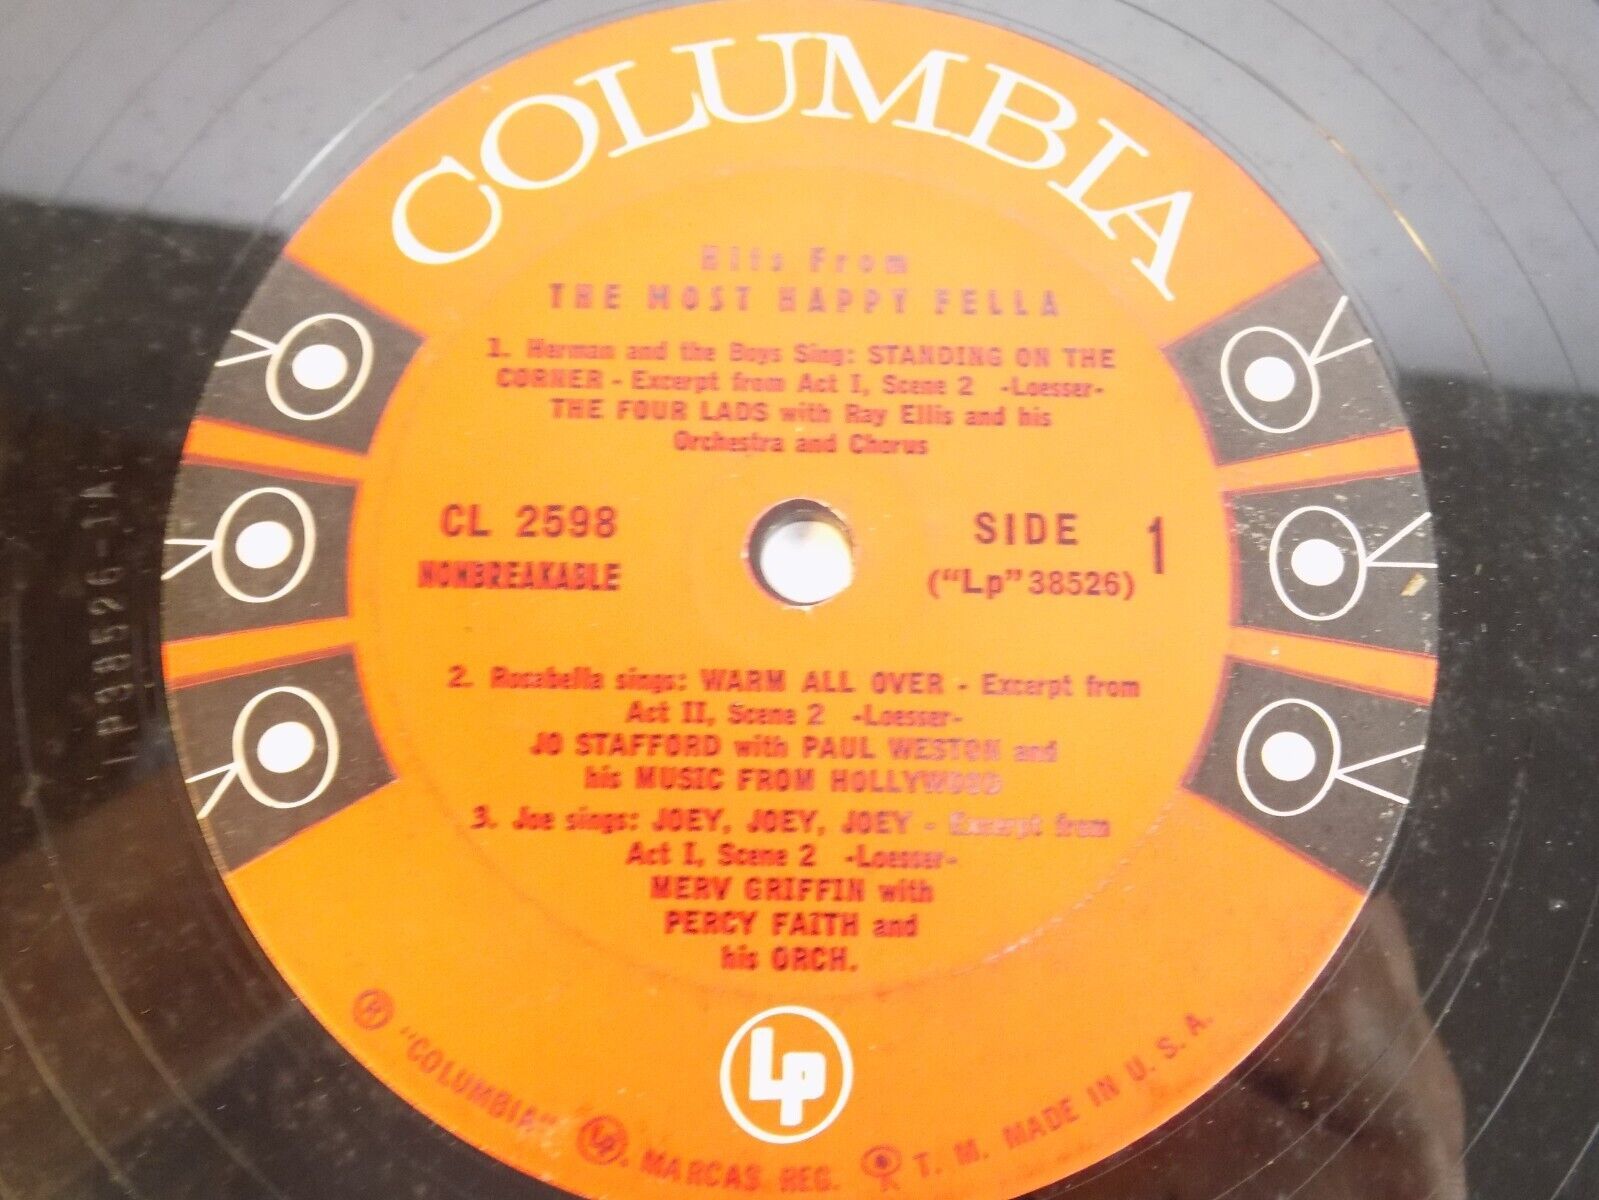 COLUMBIA
Hits From
THE MOST HAPPY FELLA
1. Herman and the Boys Sing: STANDING ON THE
CORNER - Excerpt from Act I, Scene 2 -Loesser-
THE FOUR LADS with Ray Ellis and his
Orchestra and Chorus
CL 2598
NONBREAKABLE
SIDE 1
("Lp" 38526)
2. Rosabella sings: WARM ALL OVER - Excerpt from
Act II, Scene 2 -Loesser-
JO STAFFORD with PAUL WESTON and
his MUSIC FROM HOLLYWOOD
3. Joe sings: JOEY, JOEY, JOEY - Excerpt from
Act I, Scene 2 -Loesser-
MERV GRIFFIN with
PERCY FAITH and
his ORCH.
Lp
Ⓡ "COLUMBIA" Lp. MARCAS REG. T. M. MADE IN U. S. A.
LP38526-1A